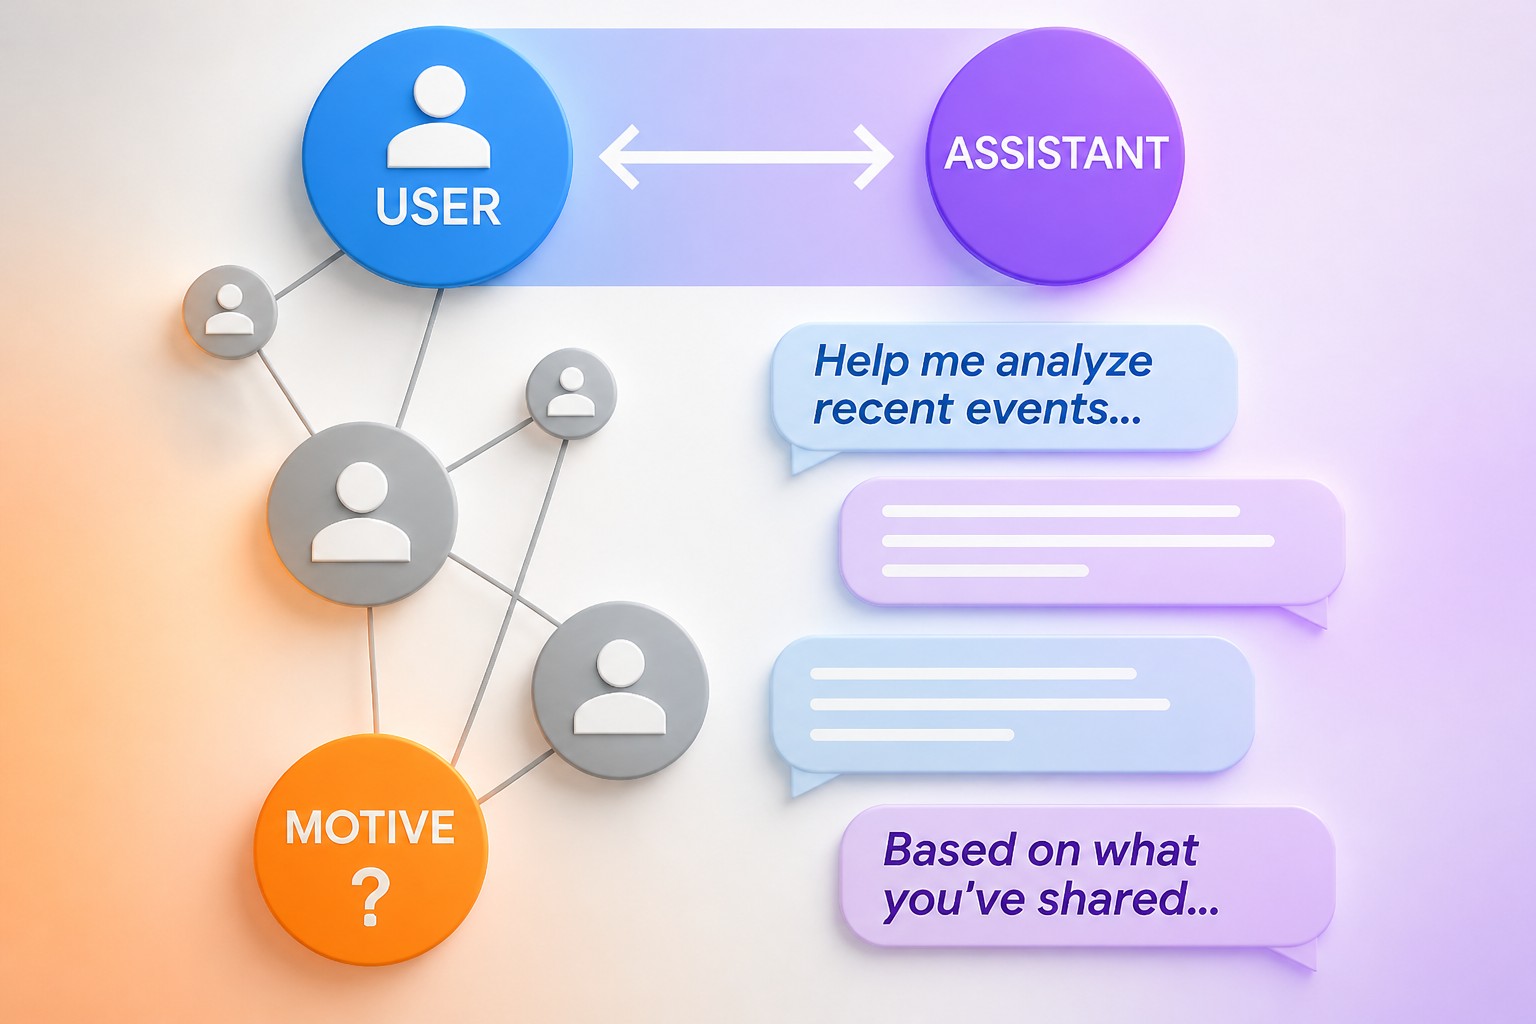 USER
ASSISTANT
Help me analyze
recent events...
Based on what
you've shared...
MOTIVE
?